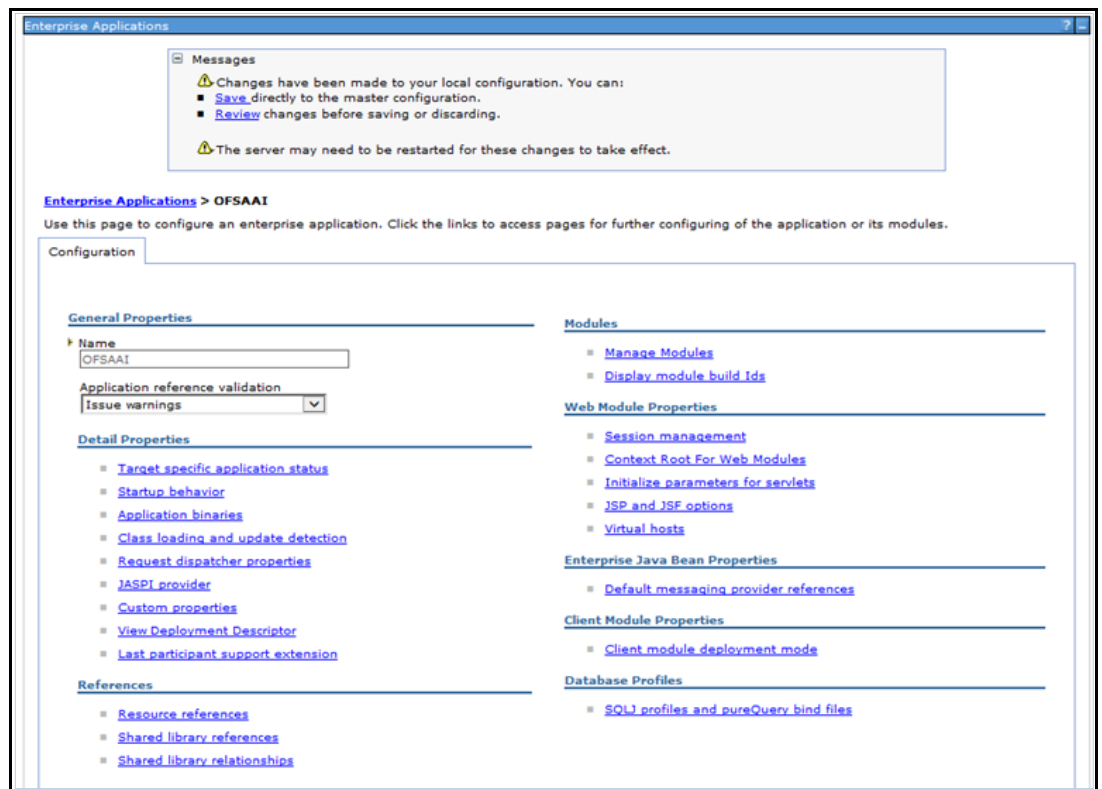 Enterprise Applications ? –
Messages
Changes have been made to your local configuration. You can:
Save directly to the master configuration.
Review changes before saving or discarding.
The server may need to be restarted for these changes to take effect.
Enterprise Applications > OFSAAI
Use this page to configure an enterprise application. Click the links to access pages for further configuring of the application or its modules.
Configuration
General Properties
Name
OFSAAI
Application reference validation
Issue warnings
Detail Properties
Target specific application status
Startup behavior
Application binaries
Class loading and update detection
Request dispatcher properties
JASPI provider
Custom properties
View Deployment Descriptor
Last participant support extension
References
Resource references
Shared library references
Shared library relationships
Modules
Manage Modules
Display module build Ids
Web Module Properties
Session management
Context Root For Web Modules
Initialize parameters for servlets
JSP and JSF options
Virtual hosts
Enterprise Java Bean Properties
Default messaging provider references
Client Module Properties
Client module deployment mode
Database Profiles
SQLJ profiles and pureQuery bind files